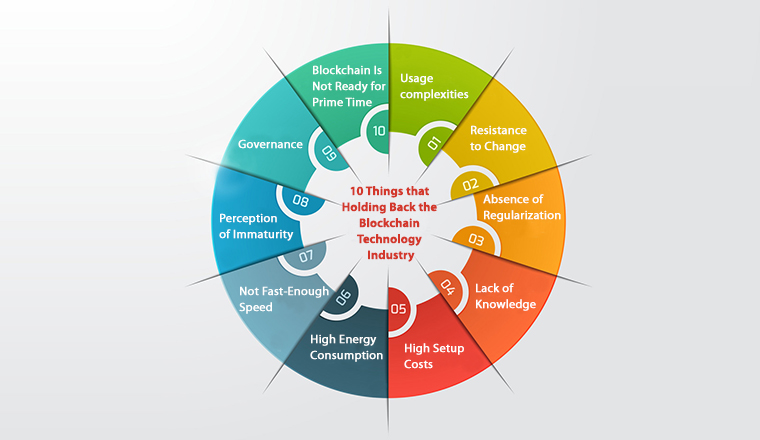 10 Things that
Holding Back the
Blockchain
Technology
Industry
01
Usage
complexities
02
Resistance
to Change
03
Absence of
Regularization
04
Lack of
Knowledge
05
High Setup
Costs
06
High Energy
Consumption
07
Not Fast-Enough
Speed
08
Perception
of Immaturity
09
Governance
10
Blockchain Is
Not Ready for
Prime Time